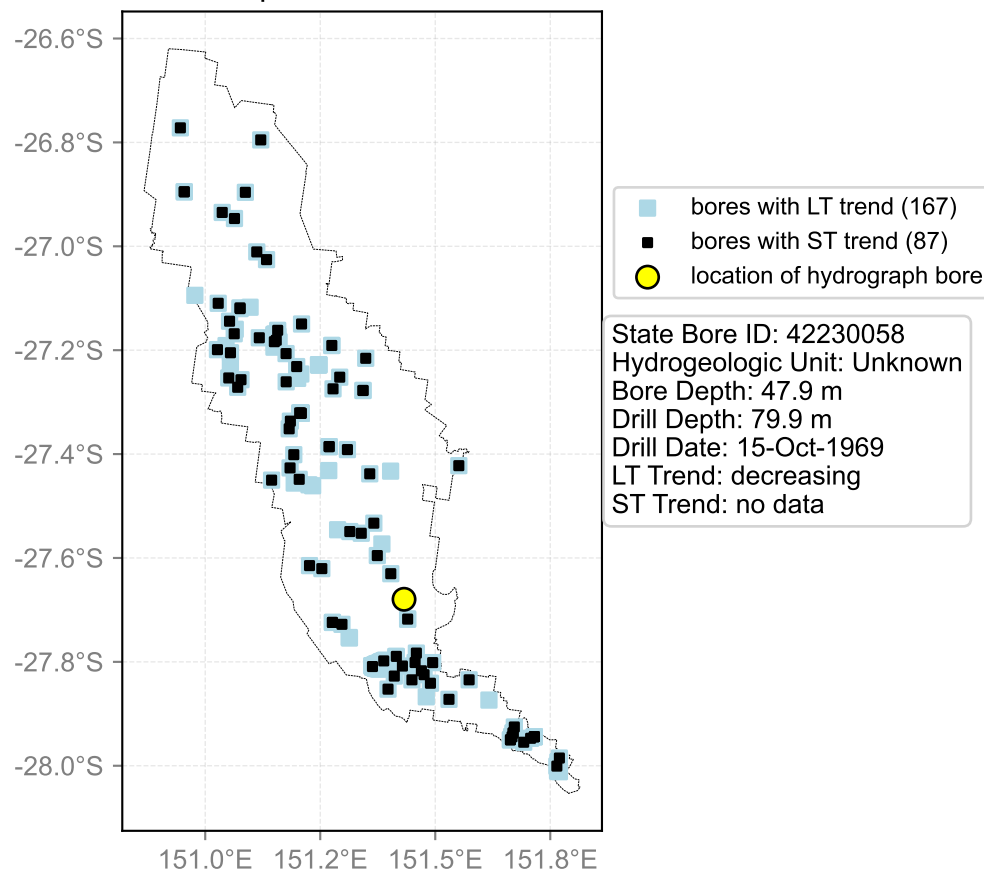 -26.6°S
-26.8°S
-27.0°S
-27.2°S
-27.4°S
-27.6°S
-27.8°S
-28.0°S
151.0°E 151.2°E 151.5°E 151.8°E
bores with LT trend (167)
bores with ST trend (87)
location of hydrograph bore
State Bore ID: 42230058
Hydrogeologic Unit: Unknown
Bore Depth: 47.9 m
Drill Depth: 79.9 m
Drill Date: 15-Oct-1969
LT Trend: decreasing
ST Trend: no data